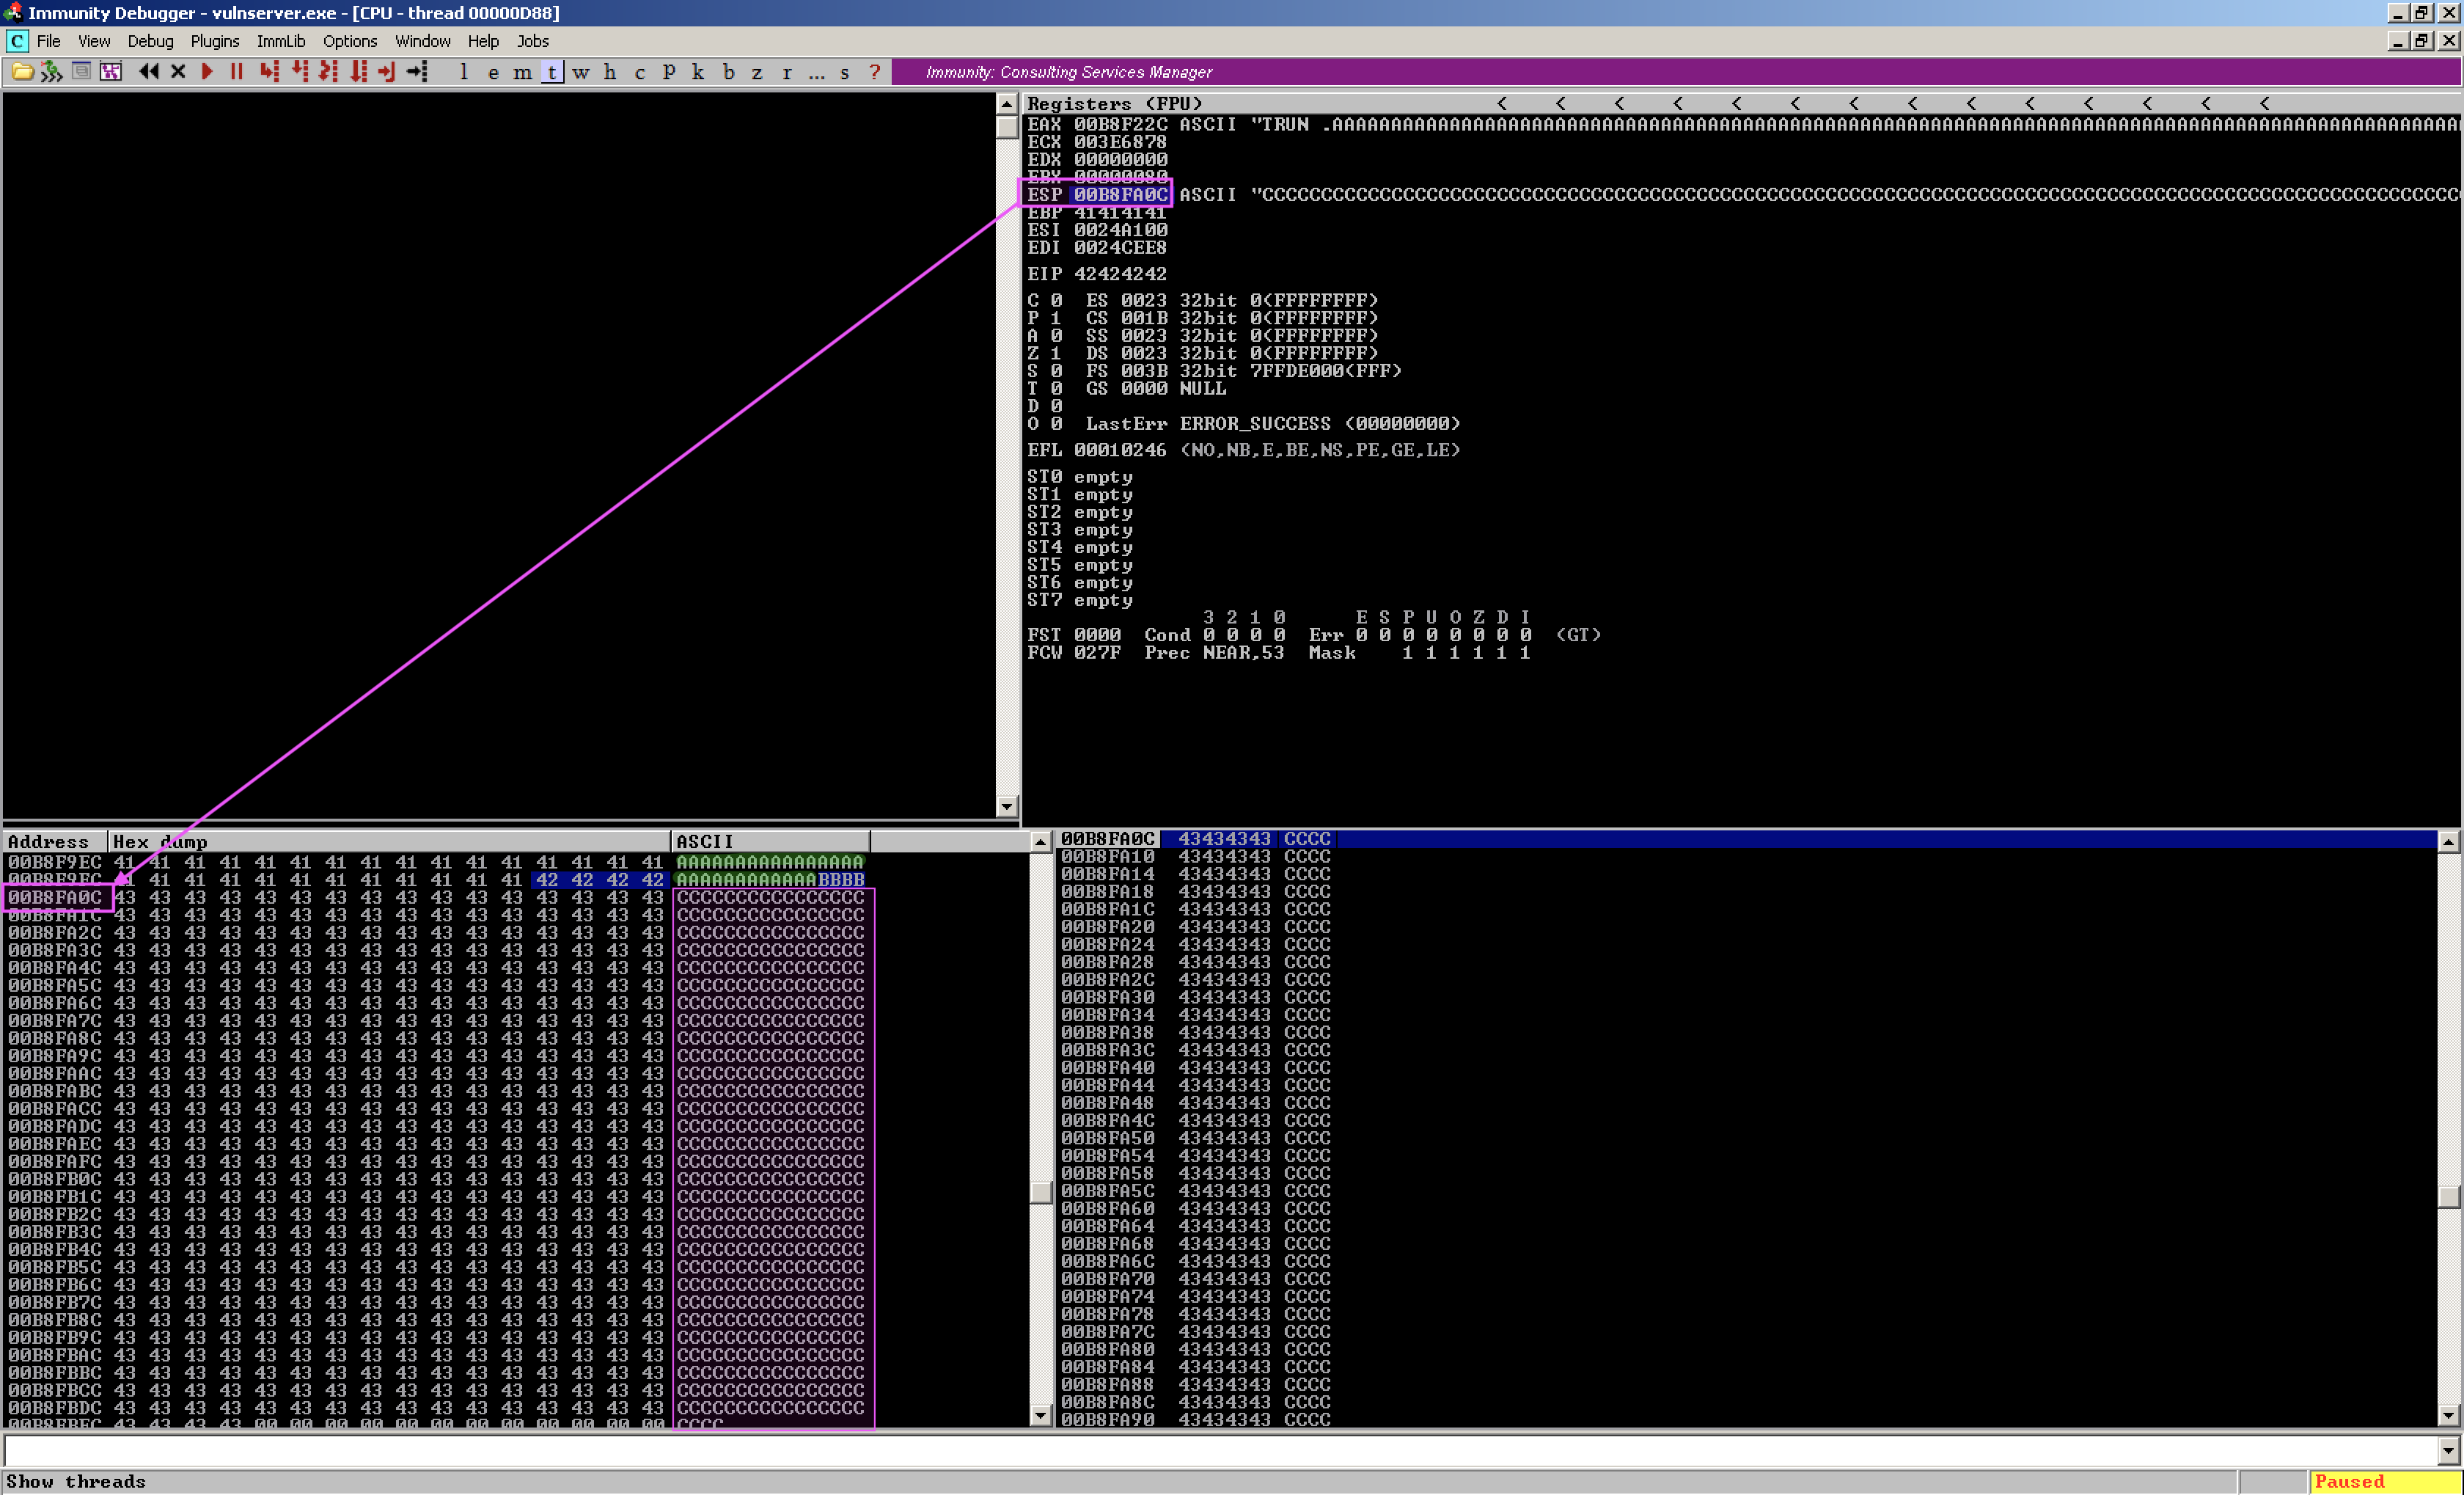 Immunity Debugger - vulnserver.exe - [CPU - thread 00000D88]
C File View Debug Plugins ImmLib Options Window Help Jobs
l e m t w h c P k b z r ... s ? Immunity: Consulting Services Manager
Registers (FPU) < < < < < < < < < < < < < <
EAX 00B8F22C ASCII "TRUN .
ECX 003E6878
EDX 00000000
EBX 00000080
ESP 00B8FA0C ASCII
EBP 41414141
ESI 0024A100
EDI 0024CEE8
EIP 42424242
C 0 ES 0023 32bit 0(FFFFFFFF)
P 1 CS 001B 32bit 0(FFFFFFFF)
A 0 SS 0023 32bit 0(FFFFFFFF)
Z 1 DS 0023 32bit 0(FFFFFFFF)
S 0 FS 003B 32bit 7FFDE000(FFF)
T 0 GS 0000 NULL
D 0
O 0 LastErr ERROR_SUCCESS (00000000)
EFL 00010246 (NO,NB,E,BE,NS,PE,GE,LE)
ST0 empty
ST1 empty
ST2 empty
ST3 empty
ST4 empty
ST5 empty
ST6 empty
ST7 empty
3 2 1 0 E S P U O Z D I
FST 0000 Cond 0 0 0 0 Err 0 0 0 0 0 0 0 0 (GT)
FCW 027F Prec NEAR,53 Mask 1 1 1 1 1 1
Address Hex dump ASCII
00B8F9EC 41 41 41 41 41 41 41 41 41 41 41 41 41 41 41 41 AAAAAAAAAAAAAAAA
00B8F9FC 41 41 41 41 41 41 41 41 41 41 41 41 42 42 42 42 AAAAAAAAAAAABBBB
00B8FA0C 43 43 43 43 43 43 43 43 43 43 43 43 43 43 43 43 CCCCCCCCCCCCCCCC
00B8FA1C 43 43 43 43 43 43 43 43 43 43 43 43 43 43 43 43 CCCCCCCCCCCCCCCC
00B8FA2C 43 43 43 43 43 43 43 43 43 43 43 43 43 43 43 43 CCCCCCCCCCCCCCCC
00B8FA3C 43 43 43 43 43 43 43 43 43 43 43 43 43 43 43 43 CCCCCCCCCCCCCCCC
00B8FA4C 43 43 43 43 43 43 43 43 43 43 43 43 43 43 43 43 CCCCCCCCCCCCCCCC
00B8FA5C 43 43 43 43 43 43 43 43 43 43 43 43 43 43 43 43 CCCCCCCCCCCCCCCC
00B8FA6C 43 43 43 43 43 43 43 43 43 43 43 43 43 43 43 43 CCCCCCCCCCCCCCCC
00B8FA7C 43 43 43 43 43 43 43 43 43 43 43 43 43 43 43 43 CCCCCCCCCCCCCCCC
00B8FA8C 43 43 43 43 43 43 43 43 43 43 43 43 43 43 43 43 CCCCCCCCCCCCCCCC
00B8FA9C 43 43 43 43 43 43 43 43 43 43 43 43 43 43 43 43 CCCCCCCCCCCCCCCC
00B8FAAC 43 43 43 43 43 43 43 43 43 43 43 43 43 43 43 43 CCCCCCCCCCCCCCCC
00B8FABC 43 43 43 43 43 43 43 43 43 43 43 43 43 43 43 43 CCCCCCCCCCCCCCCC
00B8FACC 43 43 43 43 43 43 43 43 43 43 43 43 43 43 43 43 CCCCCCCCCCCCCCCC
00B8FADC 43 43 43 43 43 43 43 43 43 43 43 43 43 43 43 43 CCCCCCCCCCCCCCCC
00B8FAEC 43 43 43 43 43 43 43 43 43 43 43 43 43 43 43 43 CCCCCCCCCCCCCCCC
00B8FAFC 43 43 43 43 43 43 43 43 43 43 43 43 43 43 43 43 CCCCCCCCCCCCCCCC
00B8FB0C 43 43 43 43 43 43 43 43 43 43 43 43 43 43 43 43 CCCCCCCCCCCCCCCC
00B8FB1C 43 43 43 43 43 43 43 43 43 43 43 43 43 43 43 43 CCCCCCCCCCCCCCCC
00B8FB2C 43 43 43 43 43 43 43 43 43 43 43 43 43 43 43 43 CCCCCCCCCCCCCCCC
00B8FB3C 43 43 43 43 43 43 43 43 43 43 43 43 43 43 43 43 CCCCCCCCCCCCCCCC
00B8FB4C 43 43 43 43 43 43 43 43 43 43 43 43 43 43 43 43 CCCCCCCCCCCCCCCC
00B8FB5C 43 43 43 43 43 43 43 43 43 43 43 43 43 43 43 43 CCCCCCCCCCCCCCCC
00B8FB6C 43 43 43 43 43 43 43 43 43 43 43 43 43 43 43 43 CCCCCCCCCCCCCCCC
00B8FB7C 43 43 43 43 43 43 43 43 43 43 43 43 43 43 43 43 CCCCCCCCCCCCCCCC
00B8FB8C 43 43 43 43 43 43 43 43 43 43 43 43 43 43 43 43 CCCCCCCCCCCCCCCC
00B8FB9C 43 43 43 43 43 43 43 43 43 43 43 43 43 43 43 43 CCCCCCCCCCCCCCCC
00B8FBAC 43 43 43 43 43 43 43 43 43 43 43 43 43 43 43 43 CCCCCCCCCCCCCCCC
00B8FBBC 43 43 43 43 43 43 43 43 43 43 43 43 43 43 43 43 CCCCCCCCCCCCCCCC
00B8FBCC 43 43 43 43 43 43 43 43 43 43 43 43 43 43 43 43 CCCCCCCCCCCCCCCC
00B8FBDC 43 43 43 43 43 43 43 43 43 43 43 43 43 43 43 43 CCCCCCCCCCCCCCCC
00B8FBEC 43 43 43 43 00 00 00 00 00 00 00 00 00 00 00 00 CCCC
00B8FA0C 43434343 CCCC
00B8FA10 43434343 CCCC
00B8FA14 43434343 CCCC
00B8FA18 43434343 CCCC
00B8FA1C 43434343 CCCC
00B8FA20 43434343 CCCC
00B8FA24 43434343 CCCC
00B8FA28 43434343 CCCC
00B8FA2C 43434343 CCCC
00B8FA30 43434343 CCCC
00B8FA34 43434343 CCCC
00B8FA38 43434343 CCCC
00B8FA3C 43434343 CCCC
00B8FA40 43434343 CCCC
00B8FA44 43434343 CCCC
00B8FA48 43434343 CCCC
00B8FA4C 43434343 CCCC
00B8FA50 43434343 CCCC
00B8FA54 43434343 CCCC
00B8FA58 43434343 CCCC
00B8FA5C 43434343 CCCC
00B8FA60 43434343 CCCC
00B8FA64 43434343 CCCC
00B8FA68 43434343 CCCC
00B8FA6C 43434343 CCCC
00B8FA70 43434343 CCCC
00B8FA74 43434343 CCCC
00B8FA78 43434343 CCCC
00B8FA7C 43434343 CCCC
00B8FA80 43434343 CCCC
00B8FA84 43434343 CCCC
00B8FA88 43434343 CCCC
00B8FA8C 43434343 CCCC
00B8FA90 43434343 CCCC
Show threads
Paused